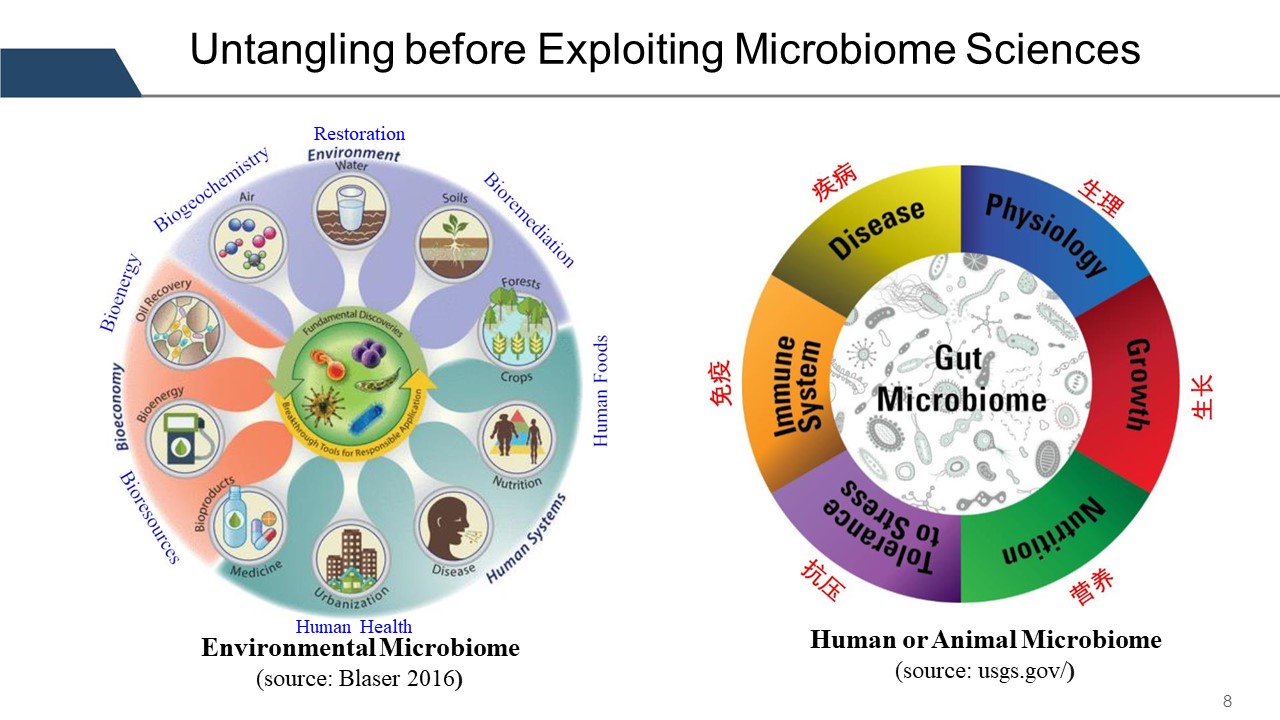 Untangling before Exploiting Microbiome Sciences
Restoration
Environment
Biogeochemistry
Bioremediation
Water
Air
Soils
Bioenergy
Oil Recovery
Forests
Crops
Fundamental Discoveries
Breakthrough Tools for Responsible Application
Human Foods
Bioeconomy
Bioenergy
Nutrition
Bioresources
Bioproducts
Medicine
Urbanization
Disease
Human Systems
Human Health
Environmental Microbiome
(source: Blaser 2016)
疾病
Disease
Physiology
生理
免疫
Immune
System
Gut
Microbiome
Growth
生长
Tolerance
to Stress
抗压
Nutrition
营养
Human or Animal Microbiome
(source: usgs.gov/)
8